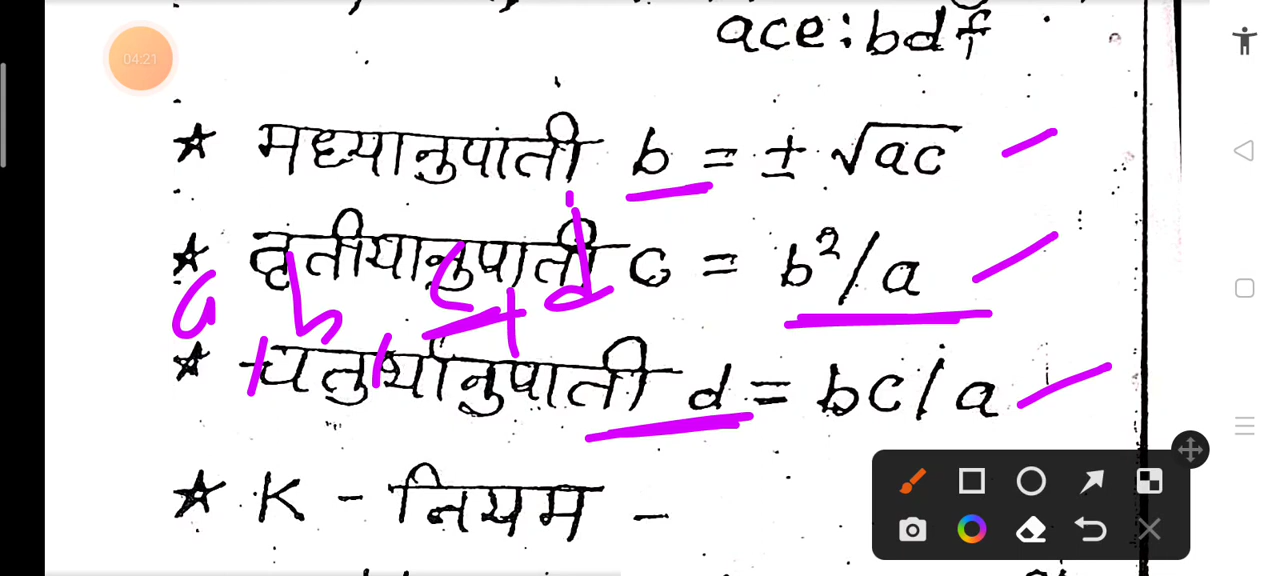 ace:bdf
04:21
★ मध्यानुपाती b = ± √ac
★ तृतीयानुपाती c = b²/a
a b c d
★ चतुर्थानुपाती d = bc/a
★ K - नियम -